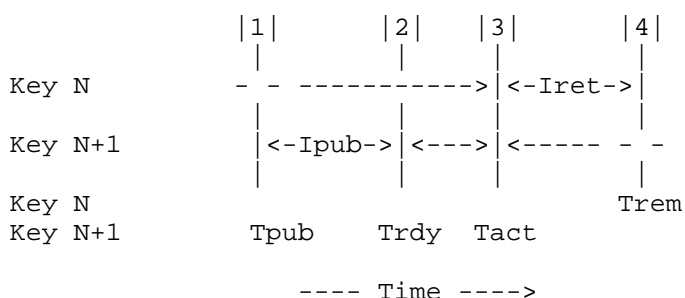 |1| |2| |3| |4|
| | | |
Key N - - ----------->|<-Iret->|
| | | |
Key N+1 |<-Ipub->|<--->|<----- - -
| | | |
Key N Trem
Key N+1 Tpub Trdy Tact
---- Time ---->